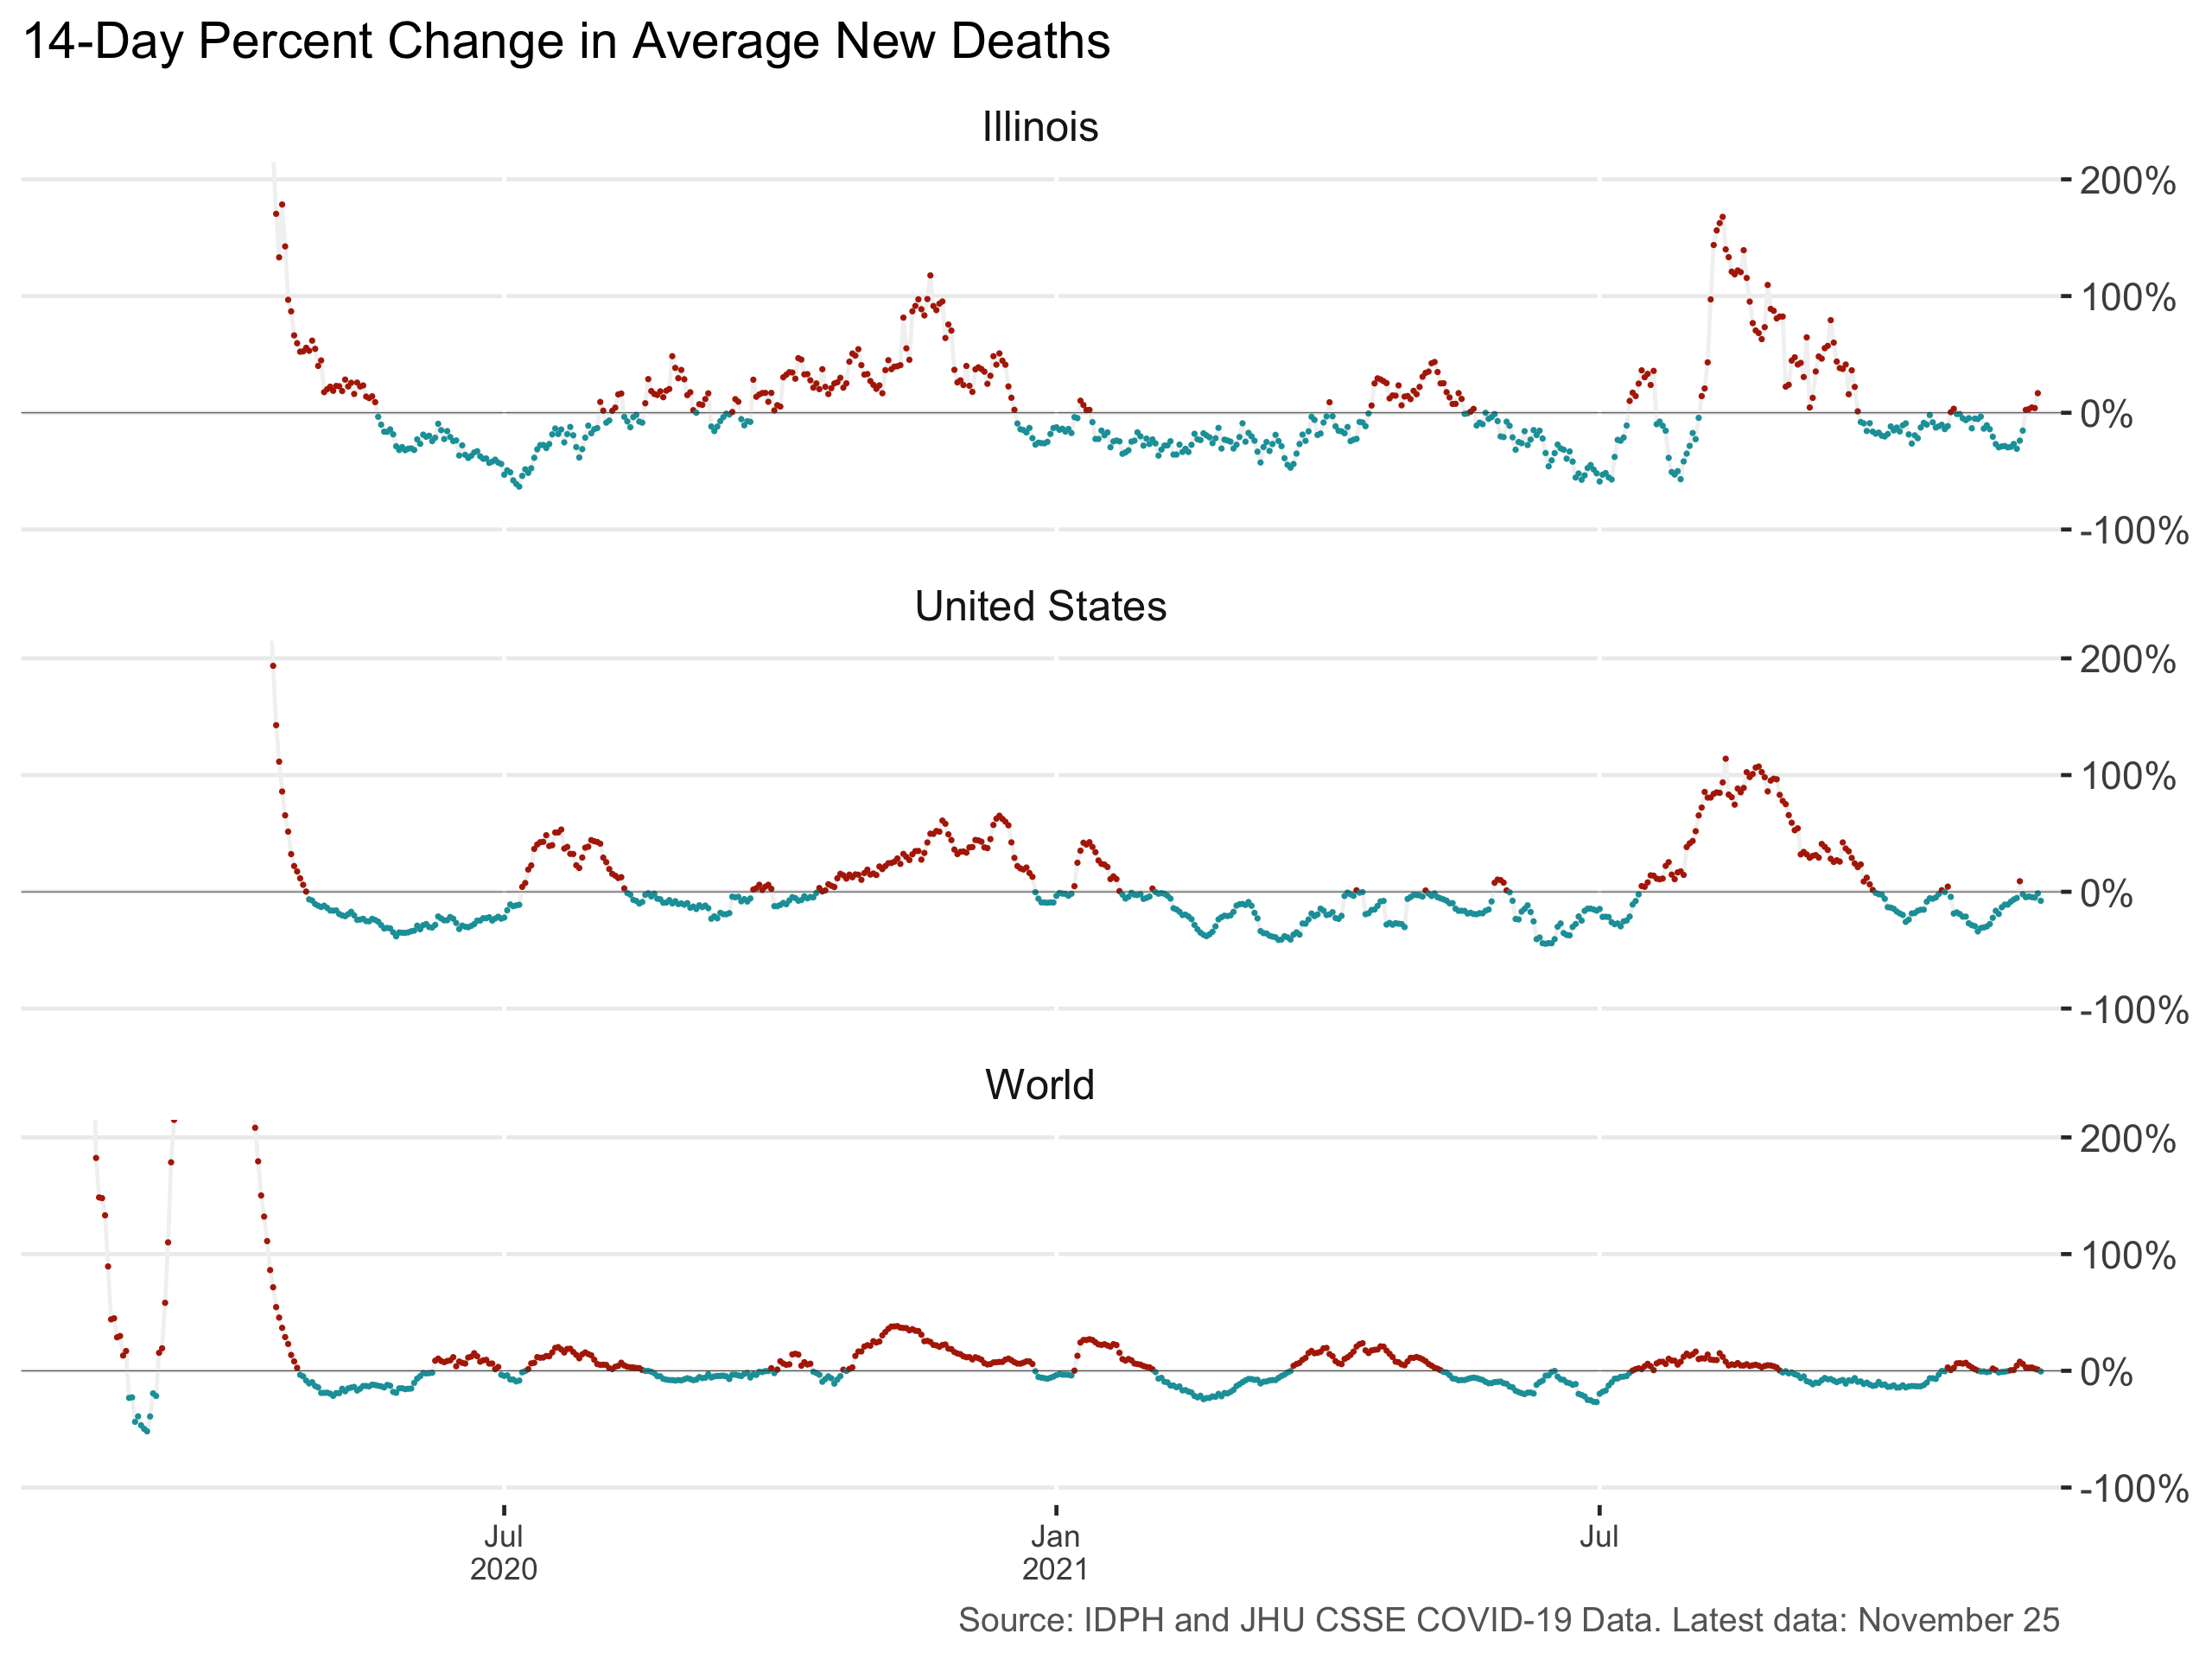 14-Day Percent Change in Average New Deaths
Illinois
200%
100%
0%
-100%
United States
200%
100%
0%
-100%
World
200%
100%
0%
-100%
Jul
2020
Jan
2021
Jul
Source: IDPH and JHU CSSE COVID-19 Data. Latest data: November 25